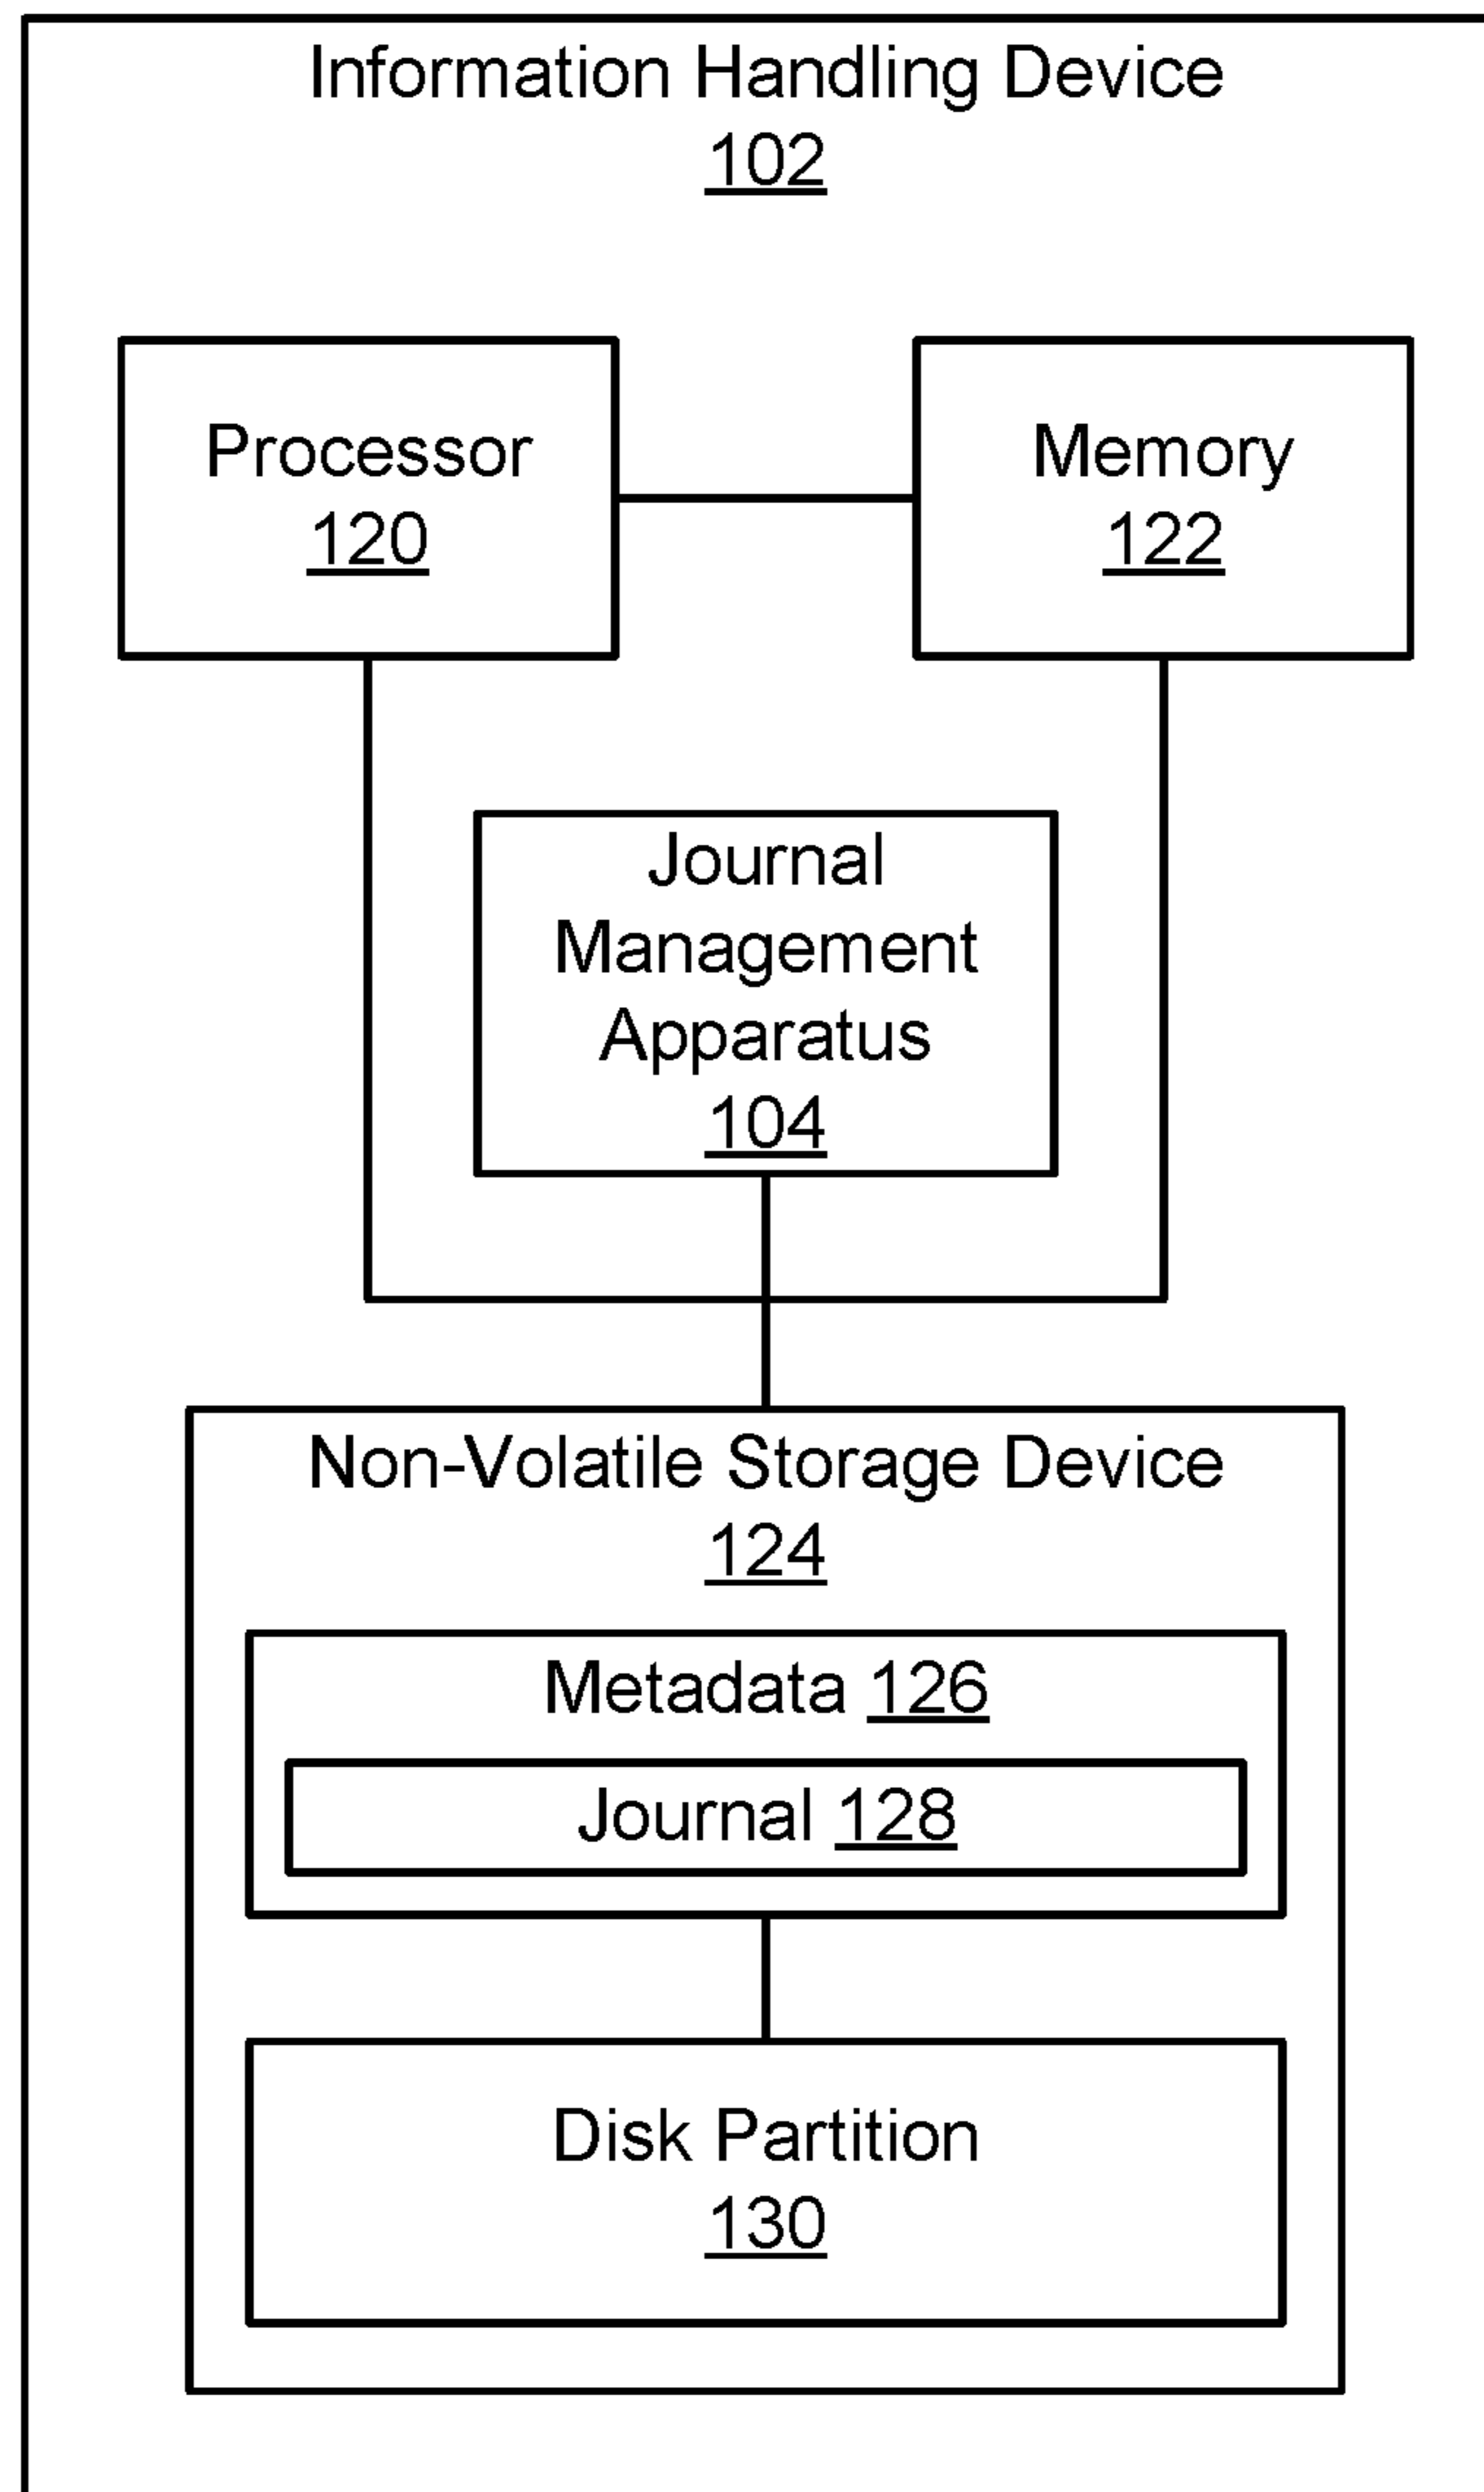 Information Handling Device
102
Processor
120
Memory
122
Journal
Management
Apparatus
104
Non-Volatile Storage Device
124
Metadata 126
Journal 128
Disk Partition
130